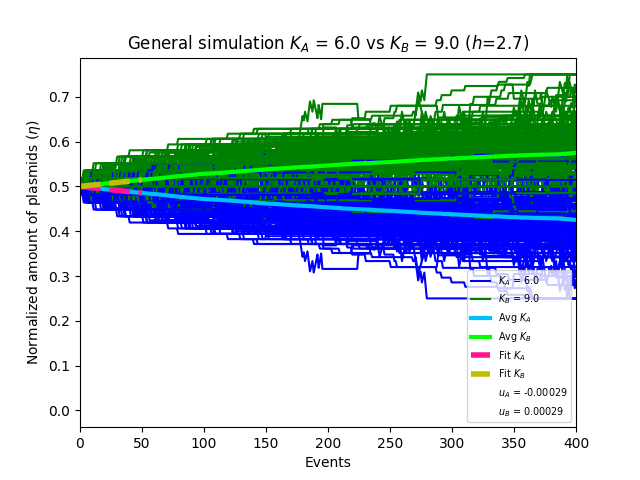 General simulation K_A = 6.0 vs K_B = 9.0 (h=2.7)
Normalized amount of plasmids (η)
0.7
0.6
0.5
0.4
0.3
0.2
0.1
0.0
K_A = 6.0
K_B = 9.0
Avg K_A
Avg K_B
Fit K_A
Fit K_B
u_A = -0.00029
u_B = 0.00029
0 50 100 150 200 250 300 350 400
Events